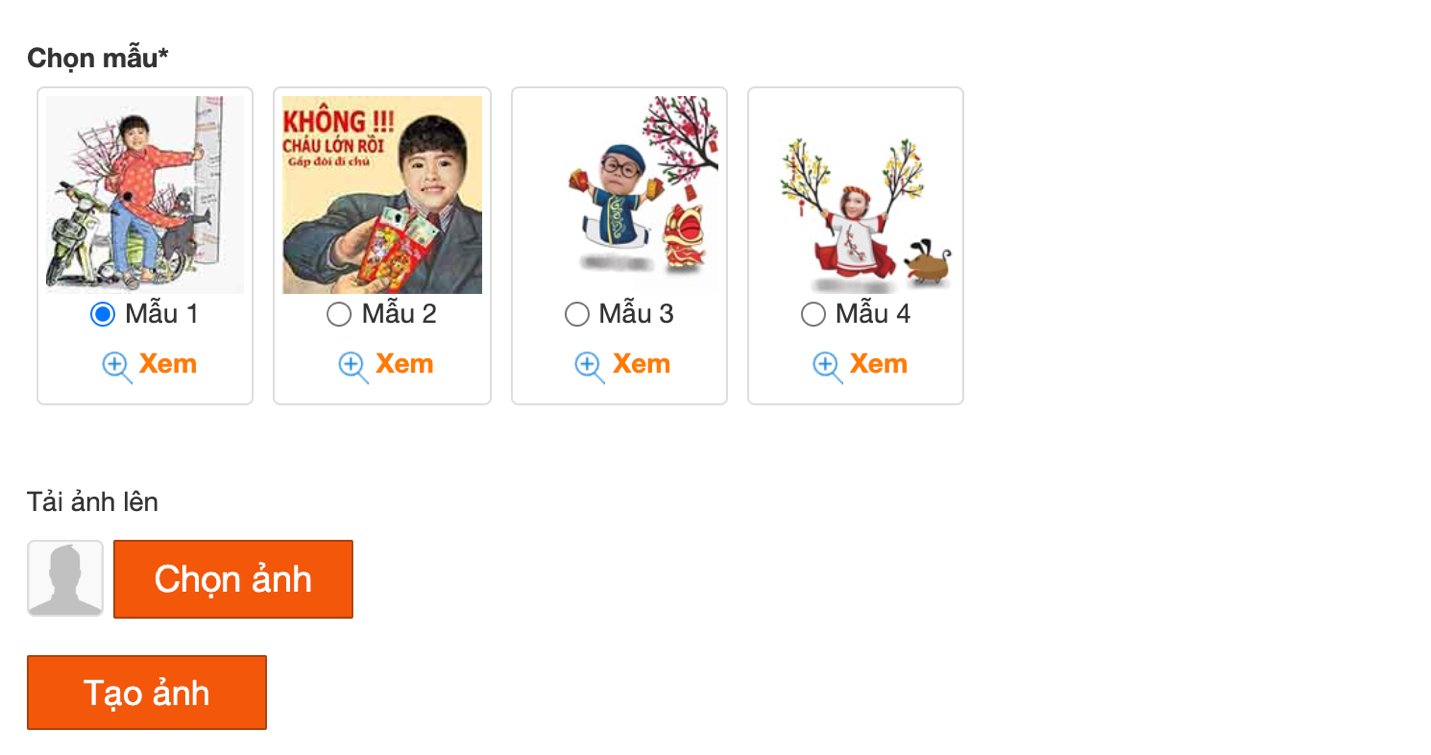 Chọn mẫu*
KHÔNG !!!
CHÁU LỚN RỒI
Gấp đôi đi chú
Mẫu 1
Mẫu 2
Mẫu 3
Mẫu 4
Xem
Xem
Xem
Xem
Tải ảnh lên
Chọn ảnh
Tạo ảnh